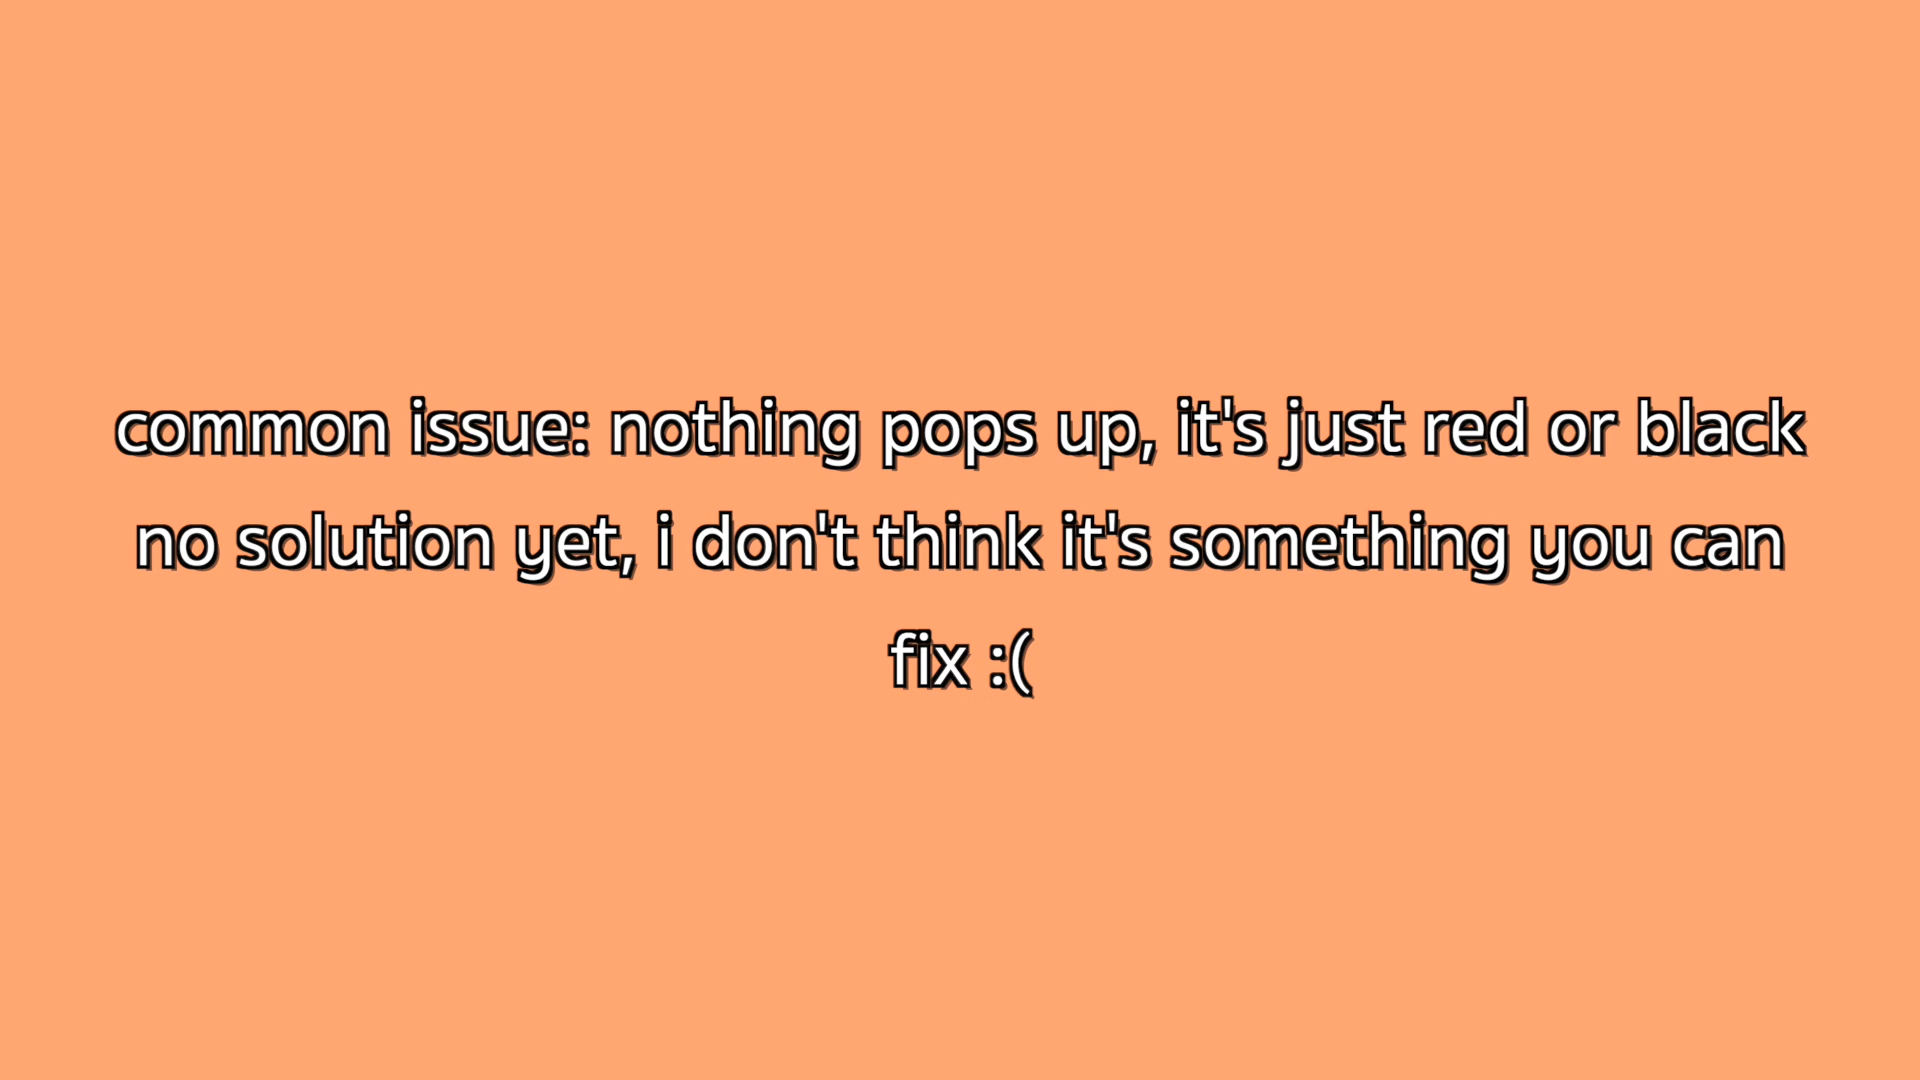 common issue: nothing pops up, it's just red or black
no solution yet, i don't think it's something you can
fix :(